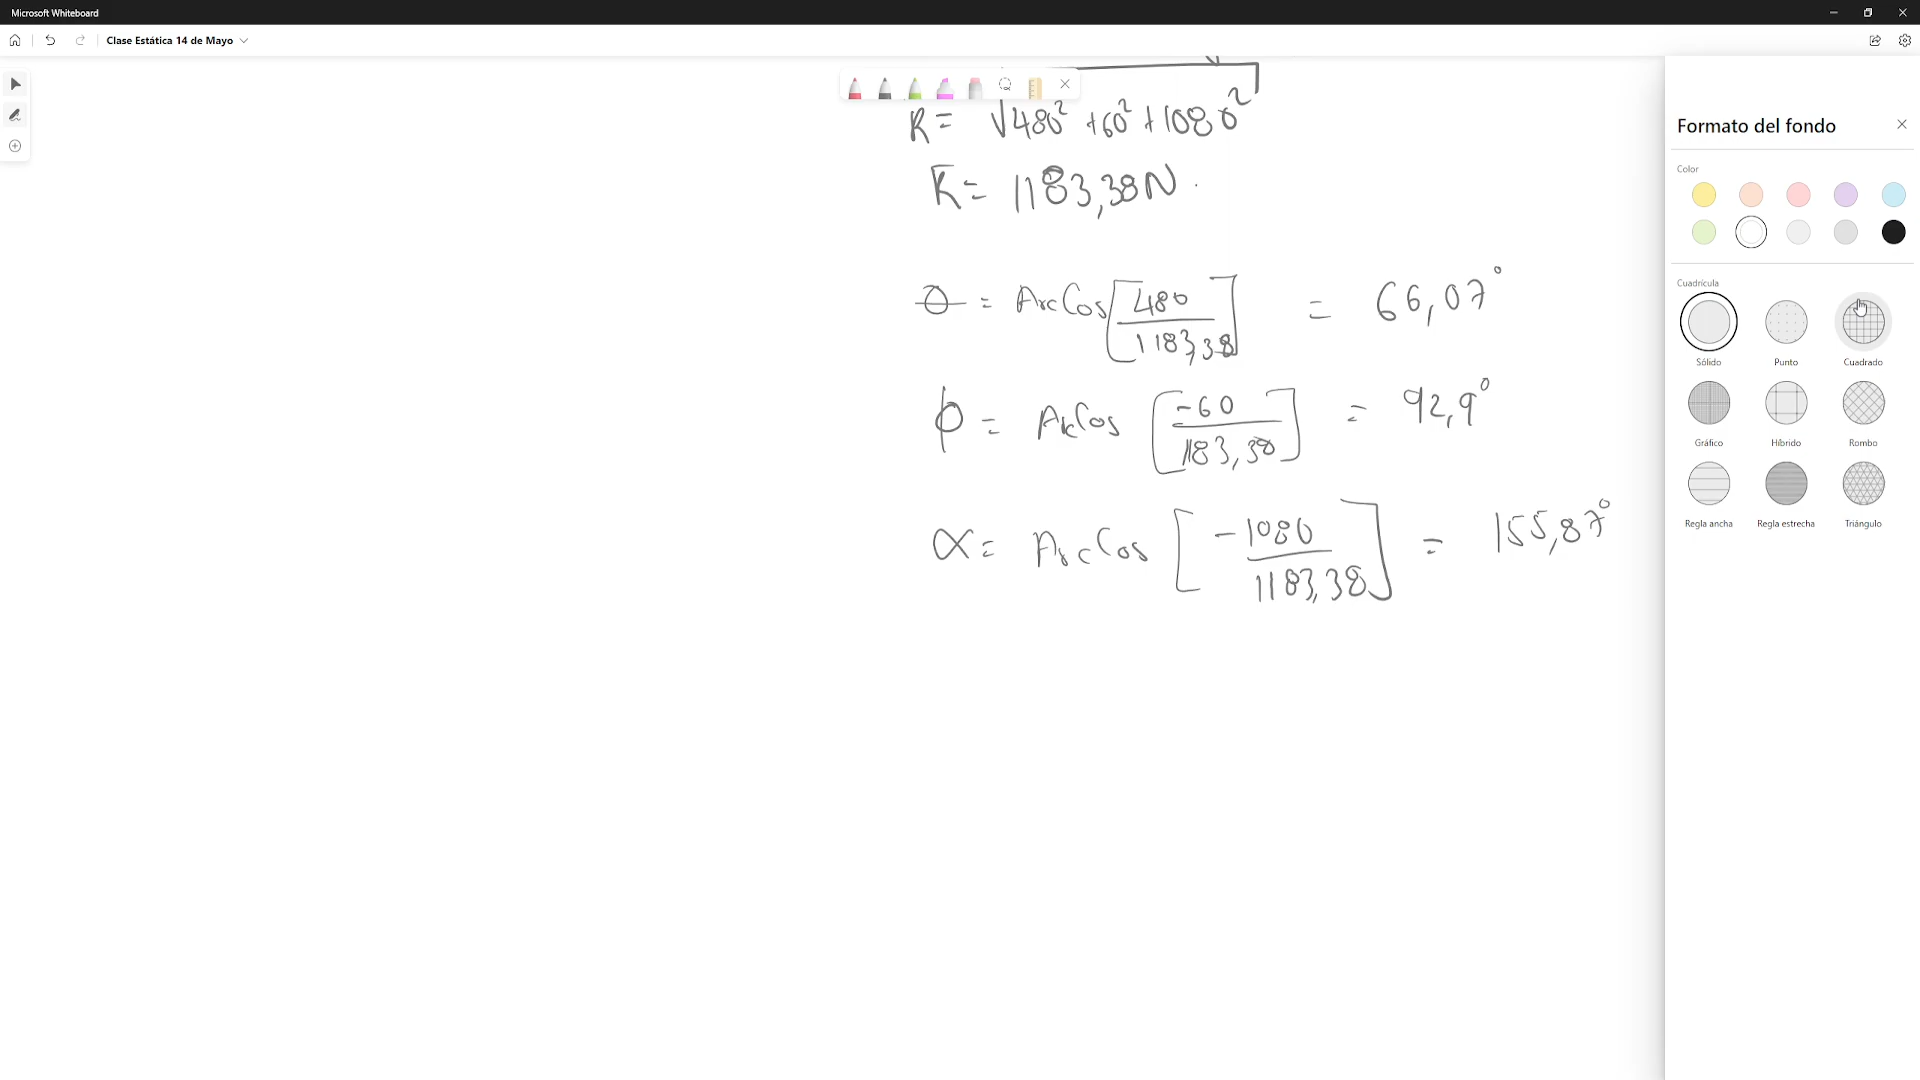 Microsoft Whiteboard
Clase Estática 14 de Mayo
R = √480² + 60² + 1080²
R = 1183,38N.
θ = ArcCos [480 / 1183,38] = 66,07°
ϕ = ArcCos [-60 / 1183,38] = 92,9°
α = ArcCos [-1080 / 1183,38] = 155,87°
Formato del fondo
Color
Cuadrícula
Sólido Punto Cuadrado
Gráfico Híbrido Rombo
Regla ancha Regla estrecha Triángulo